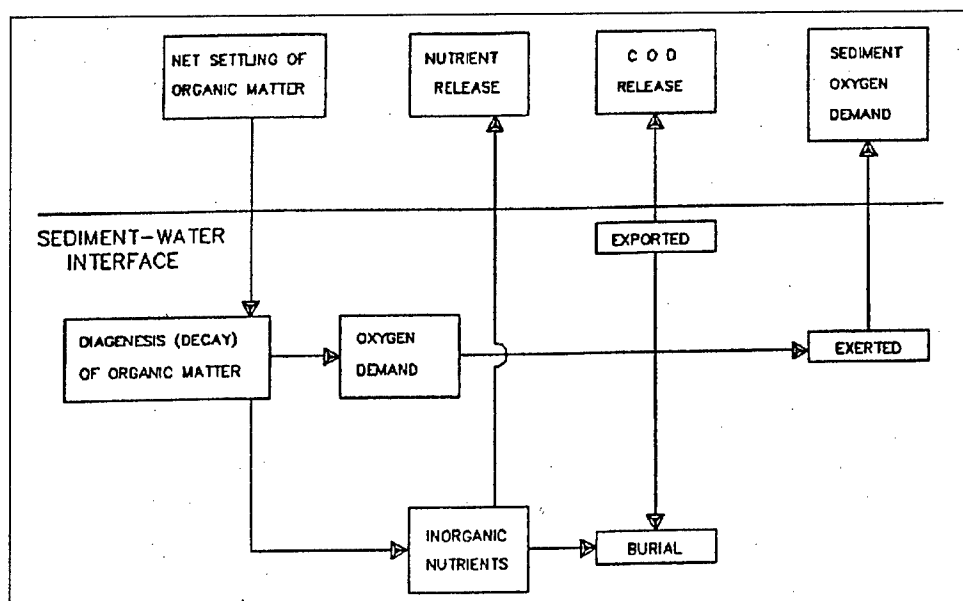 NET SETTLING OF
ORGANIC MATTER
NUTRIENT
RELEASE
C O D
RELEASE
SEDIMENT
OXYGEN
DEMAND
SEDIMENT-WATER
INTERFACE
EXPORTED
DIAGENESIS (DECAY)
OF ORGANIC MATTER
OXYGEN
DEMAND
EXERTED
INORGANIC
NUTRIENTS
BURIAL